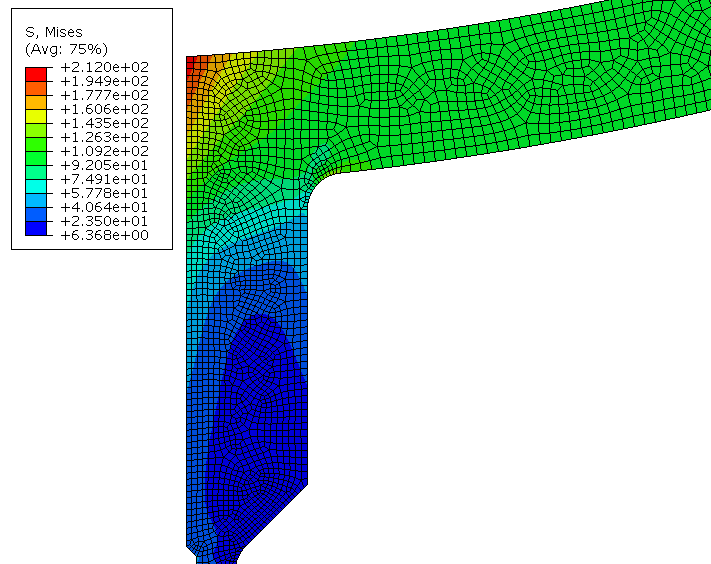 S, Mises
(Avg: 75%)
+2.120e+02
+1.949e+02
+1.777e+02
+1.606e+02
+1.435e+02
+1.263e+02
+1.092e+02
+9.205e+01
+7.491e+01
+5.778e+01
+4.064e+01
+2.350e+01
+6.368e+00